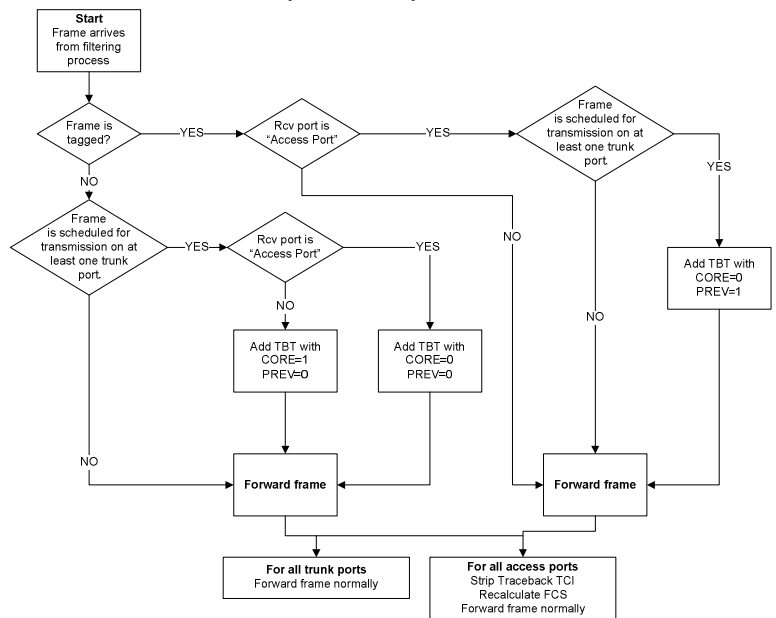 Start
Frame arrives
from filtering
process
Frame is
tagged?
YES
Rcv port is
“Access Port”
YES
Frame
is scheduled for
transmission on at
least one trunk
port.
YES
NO
Frame
is scheduled for
transmission on at
least one trunk
port.
YES
Rcv port is
“Access Port”
YES
NO
NO
NO
Add TBT with
CORE=0
PREV=1
Add TBT with
CORE=1
PREV=0
Add TBT with
CORE=0
PREV=0
NO
Forward frame
Forward frame
For all trunk ports
Forward frame normally
For all access ports
Strip Traceback TCI
Recalculate FCS
Forward frame normally